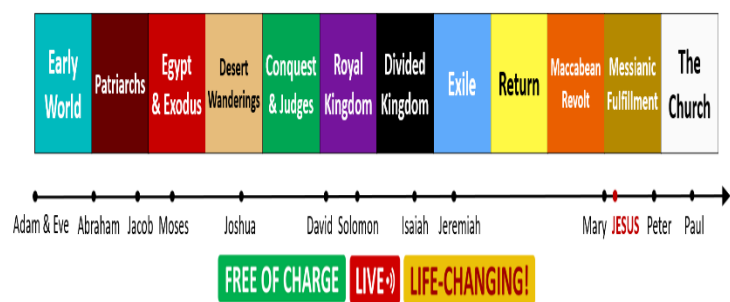 Early
World
Patriarchs
Egypt
& Exodus
Desert
Wanderings
Conquest
& Judges
Royal
Kingdom
Divided
Kingdom
Exile
Return
Maccabean
Revolt
Messianic
Fulfillment
The
Church
Adam & Eve Abraham Jacob Moses Joshua David Solomon Isaiah Jeremiah Mary JESUS Peter Paul
FREE OF CHARGE LIVE LIFE-CHANGING!